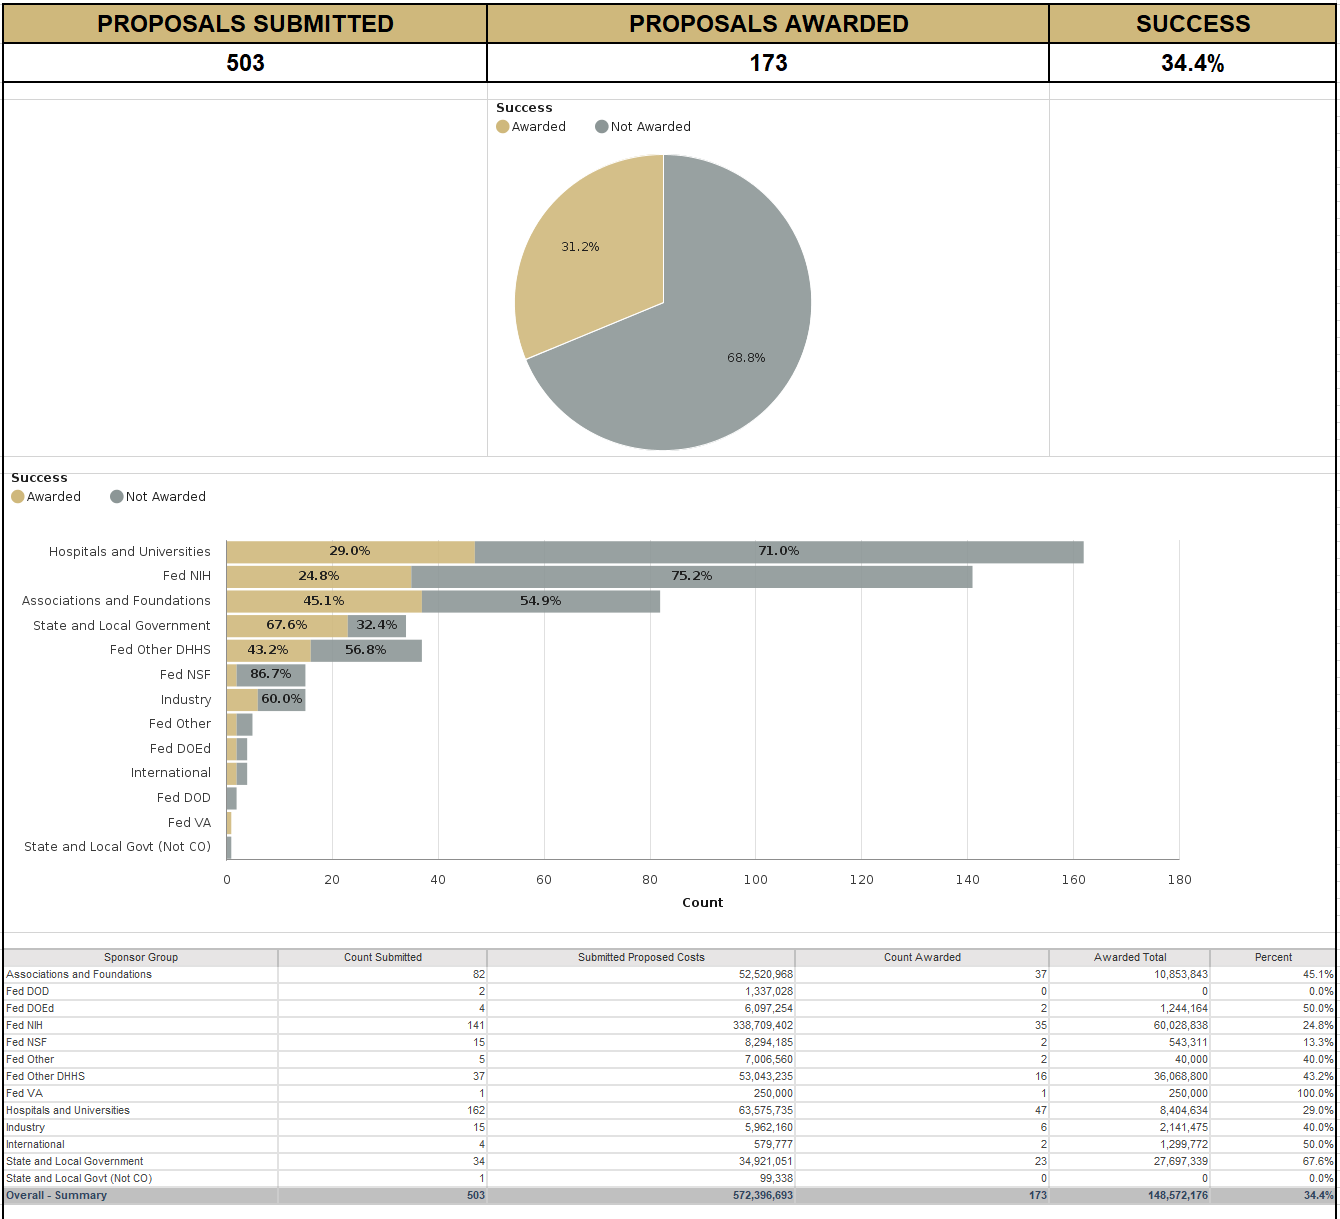 PROPOSALS SUBMITTED PROPOSALS AWARDED SUCCESS
503 173 34.4%
Success
Awarded Not Awarded
31.2%
68.8%
Success
Awarded Not Awarded
Hospitals and Universities 29.0% 71.0%
Fed NIH 24.8% 75.2%
Associations and Foundations 45.1% 54.9%
State and Local Government 67.6% 32.4%
Fed Other DHHS 43.2% 56.8%
Fed NSF 86.7%
Industry 60.0%
Fed Other
Fed DOEd
International
Fed DOD
Fed VA
State and Local Govt (Not CO)
0 20 40 60 80 100 120 140 160 180
Count
Sponsor Group Count Submitted Submitted Proposed Costs Count Awarded Awarded Total Percent
Associations and Foundations 82 52,520,968 37 10,853,843 45.1%
Fed DOD 2 1,337,028 0 0 0.0%
Fed DOEd 4 6,097,254 2 1,244,164 50.0%
Fed NIH 141 338,709,402 35 60,028,838 24.8%
Fed NSF 15 8,294,185 2 543,311 13.3%
Fed Other 5 7,006,560 2 40,000 40.0%
Fed Other DHHS 37 53,043,235 16 36,068,800 43.2%
Fed VA 1 250,000 1 250,000 100.0%
Hospitals and Universities 162 63,575,735 47 8,404,634 29.0%
Industry 15 5,962,160 6 2,141,475 40.0%
International 4 579,777 2 1,299,772 50.0%
State and Local Government 34 34,921,051 23 27,697,339 67.6%
State and Local Govt (Not CO) 1 99,338 0 0 0.0%
Overall - Summary 503 572,396,693 173 148,572,176 34.4%